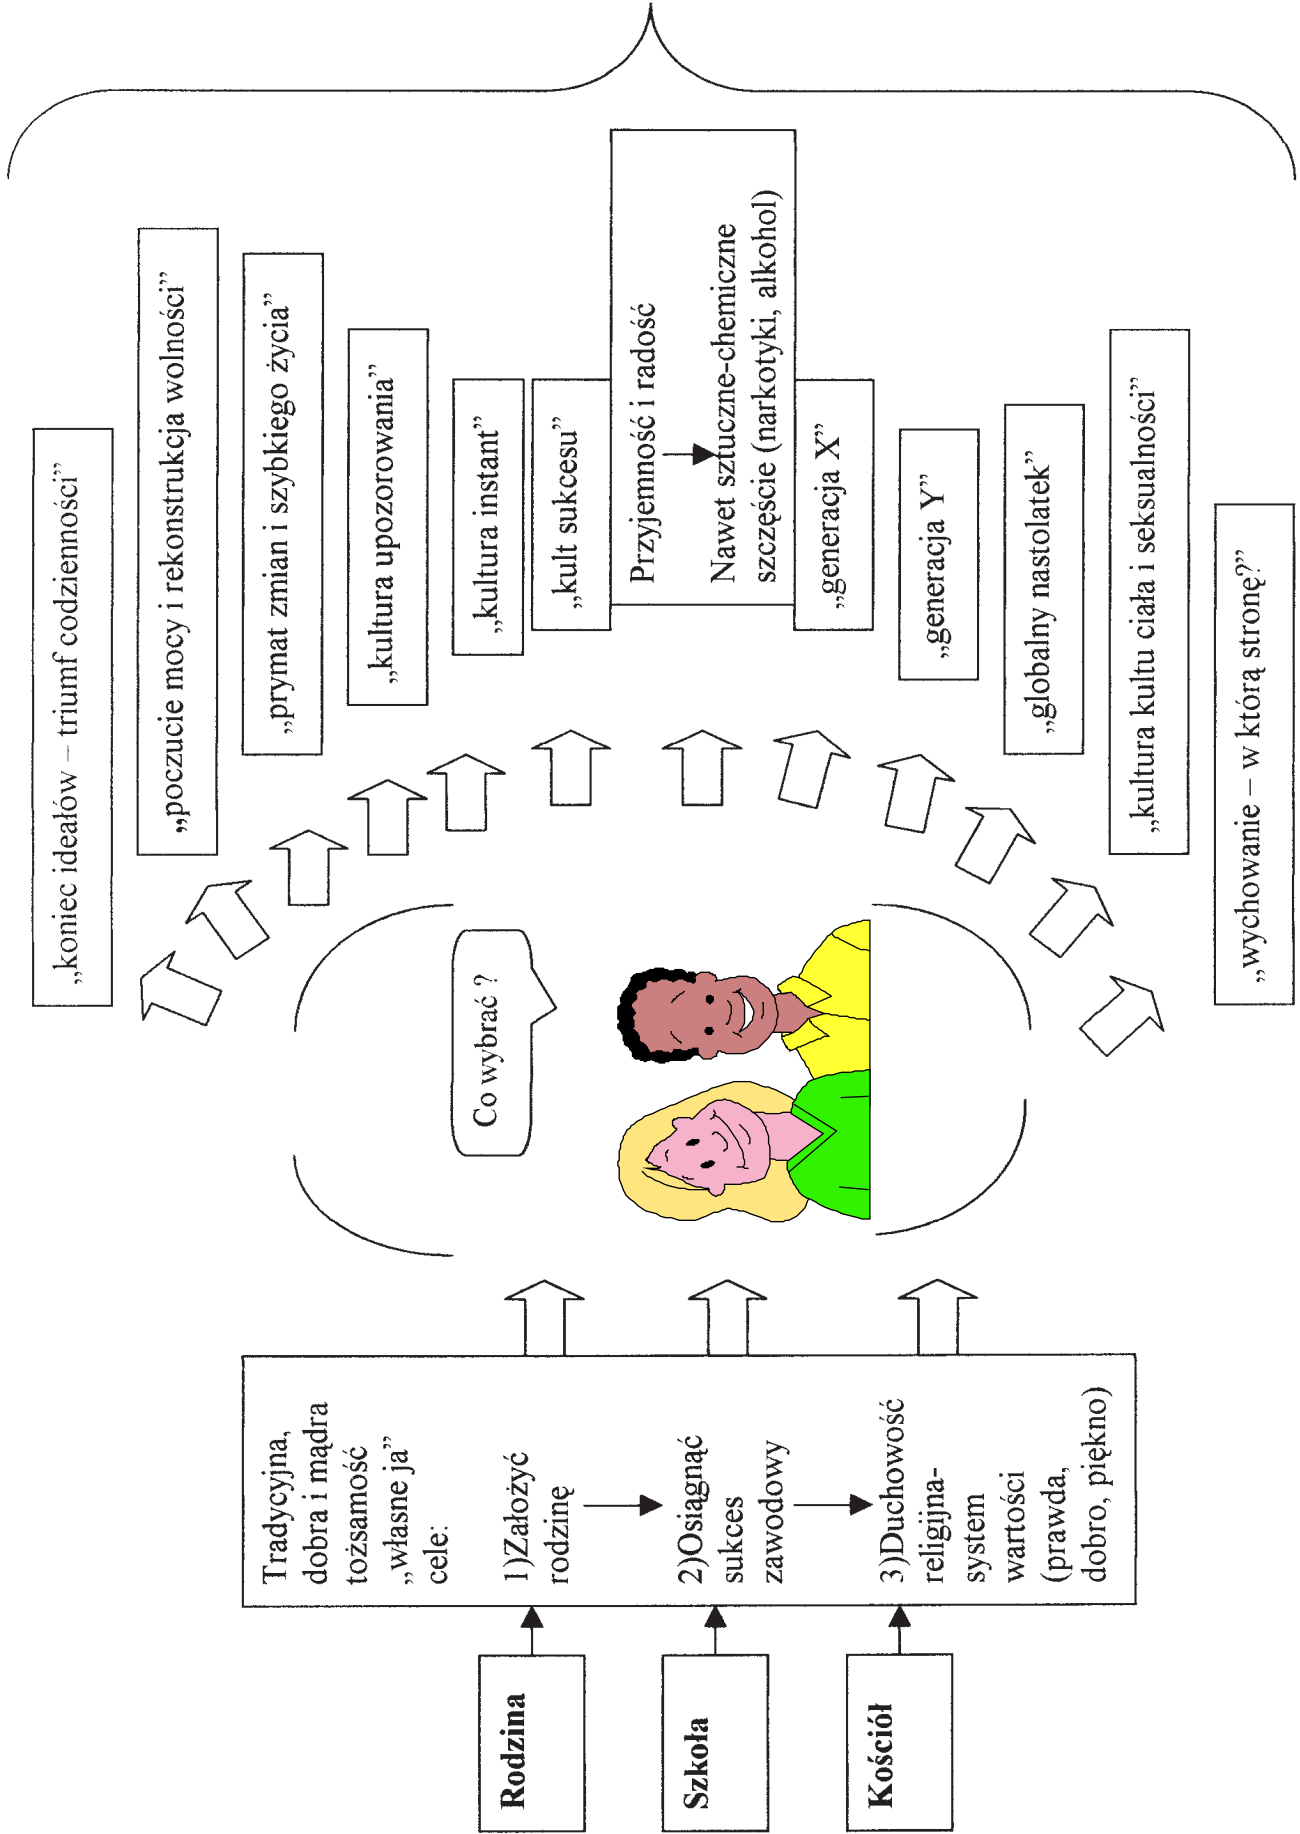 Rodzina
Szkoła
Kościół
Tradycyjna,
dobra i mądra
tożsamość
„własne ja”
cele:
1)Założyć
rodzinę
2)Osiągnąć
sukces
zawodowy
3)Duchowość
religijna-
system
wartości
(prawda,
dobro, piękno)
Co wybrać ?
„koniec ideałów – triumf codzienności”
„poczucie mocy i rekonstrukcja wolności”
„prymat zmian i szybkiego życia”
„kultura upozorowania”
„kultura instant”
„kult sukcesu”
Przyjemność i radość
Nawet sztuczne-chemiczne
szczęście (narkotyki, alkohol)
„generacja X”
„generacja Y”
„globalny nastolatek”
„kultura kultu ciała i seksualności”
„wychowanie – w którą stronę?”